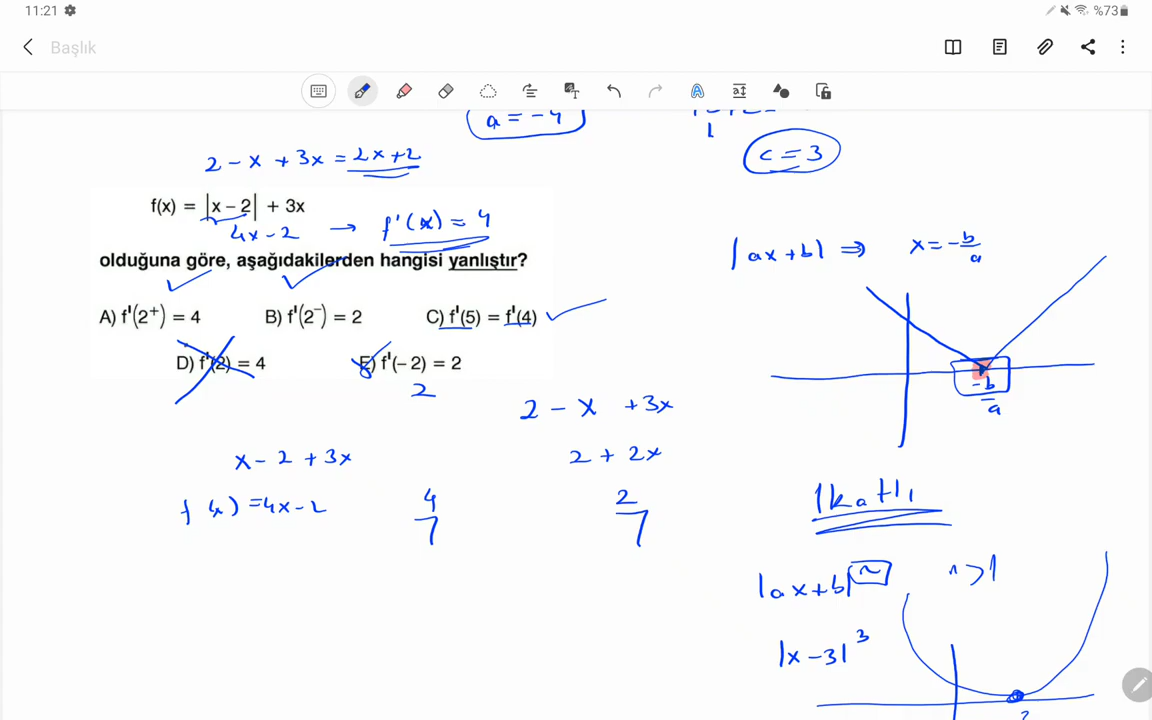 11:21
%73
Başlık
a = -4
c = 3
2 - x + 3x = 2x+2
f(x) = |x – 2| + 3x
4x-2 → f'(x) = 4
olduğuna göre, aşağıdakilerden hangisi yanlıştır?
A) f'(2⁺) = 4 B) f'(2⁻) = 2 C) f'(5) = f'(4)
D) f'(2) = 4 E) f'(– 2) = 2
2
2 - x + 3x
x - 2 + 3x
2 + 2x
f(x) = 4x-2
4
2
|ax+b| ⇒ x = -b/a
-b/a
1 katlı
|ax+b|ⁿ n>1
|x-3|³